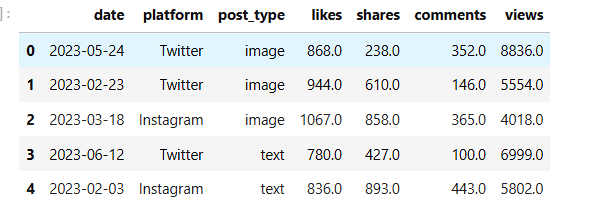 ]:
date platform post_type likes shares comments views
0 2023-05-24 Twitter image 868.0 238.0 352.0 8836.0
1 2023-02-23 Twitter image 944.0 610.0 146.0 5554.0
2 2023-03-18 Instagram image 1067.0 858.0 365.0 4018.0
3 2023-06-12 Twitter text 780.0 427.0 100.0 6999.0
4 2023-02-03 Instagram text 836.0 893.0 443.0 5802.0